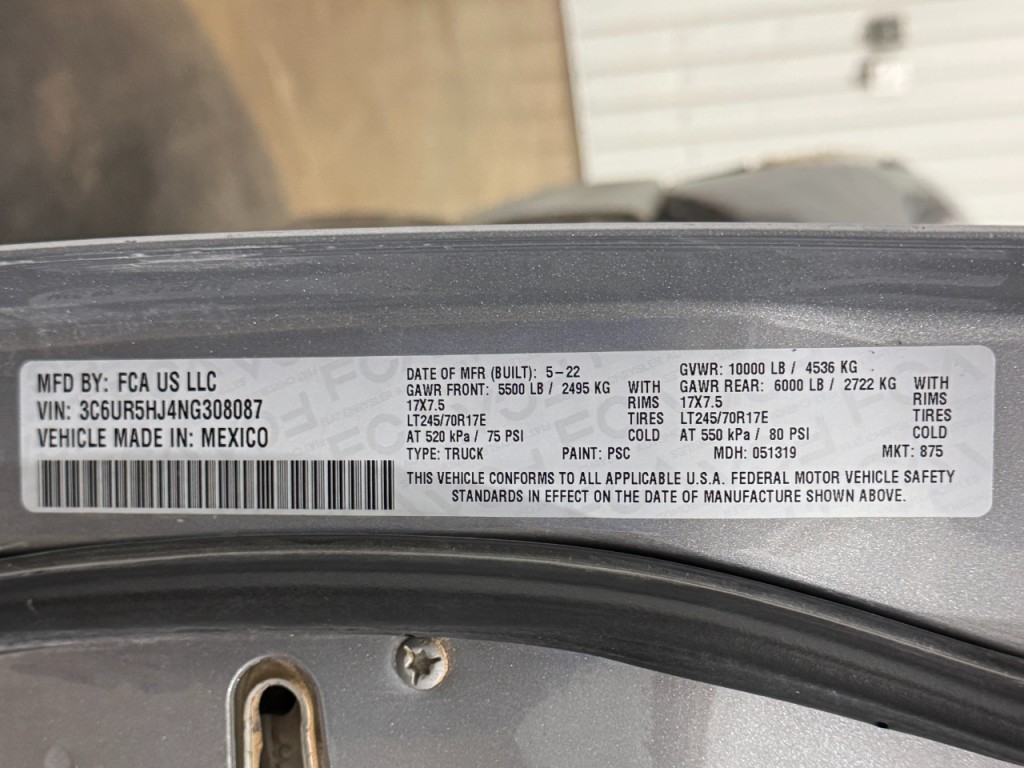 MFD BY: FCA US LLC
VIN: 3C6UR5HJ4NG308087
VEHICLE MADE IN: MEXICO
DATE OF MFR (BUILT): 5-22
GAWR FRONT: 5500 LB / 2495 KG WITH
17X7.5 RIMS
LT245/70R17E TIRES
AT 520 kPa / 75 PSI COLD
GVWR: 10000 LB / 4536 KG
GAWR REAR: 6000 LB / 2722 KG WITH
17X7.5 RIMS
LT245/70R17E TIRES
AT 550 kPa / 80 PSI COLD
TYPE: TRUCK PAINT: PSC MDH: 051319 MKT: 875
THIS VEHICLE CONFORMS TO ALL APPLICABLE U.S.A. FEDERAL MOTOR VEHICLE SAFETY
STANDARDS IN EFFECT ON THE DATE OF MANUFACTURE SHOWN ABOVE.